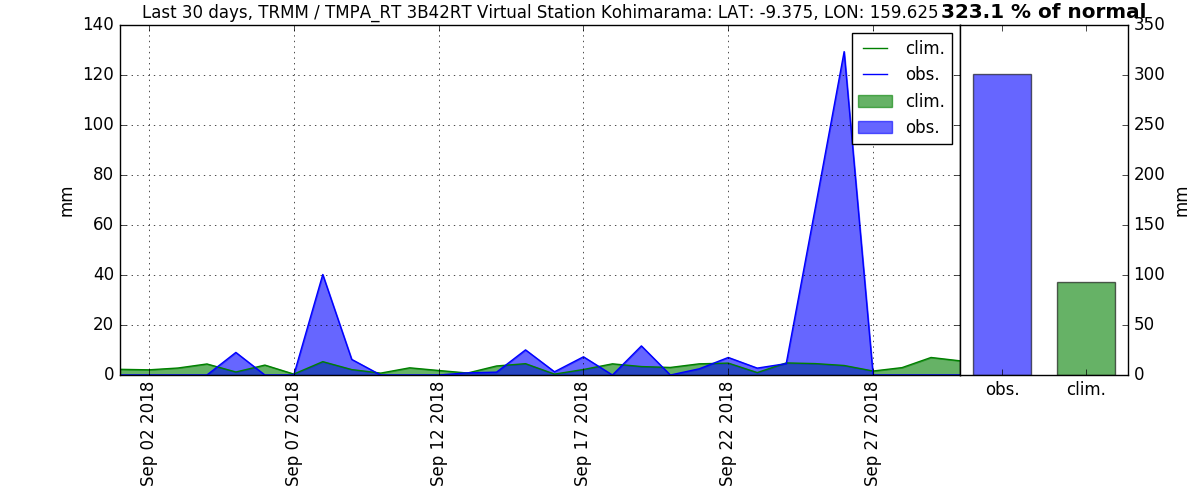 Last 30 days, TRMM / TMPA_RT 3B42RT Virtual Station Kohimarama: LAT: -9.375, LON: 159.625
323.1 % of normal
140
120
100
80
60
40
20
0
mm
clim.
obs.
clim.
obs.
Sep 02 2018
Sep 07 2018
Sep 12 2018
Sep 17 2018
Sep 22 2018
Sep 27 2018
350
300
250
200
150
100
50
0
mm
obs.
clim.